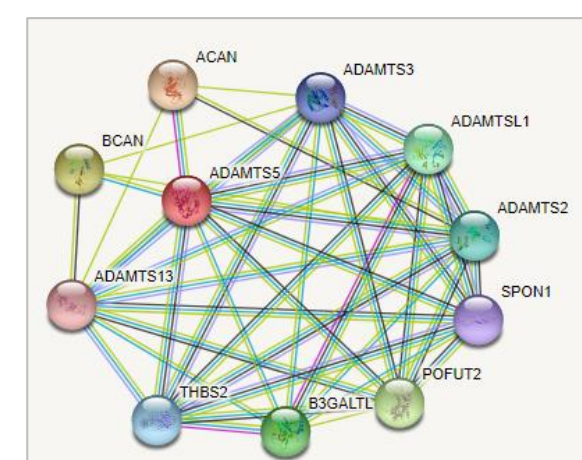 ACAN
ADAMTS3
ADAMTSL1
BCAN
ADAMTS5
ADAMTS2
ADAMTS13
SPON1
POFUT2
THBS2
B3GALTL